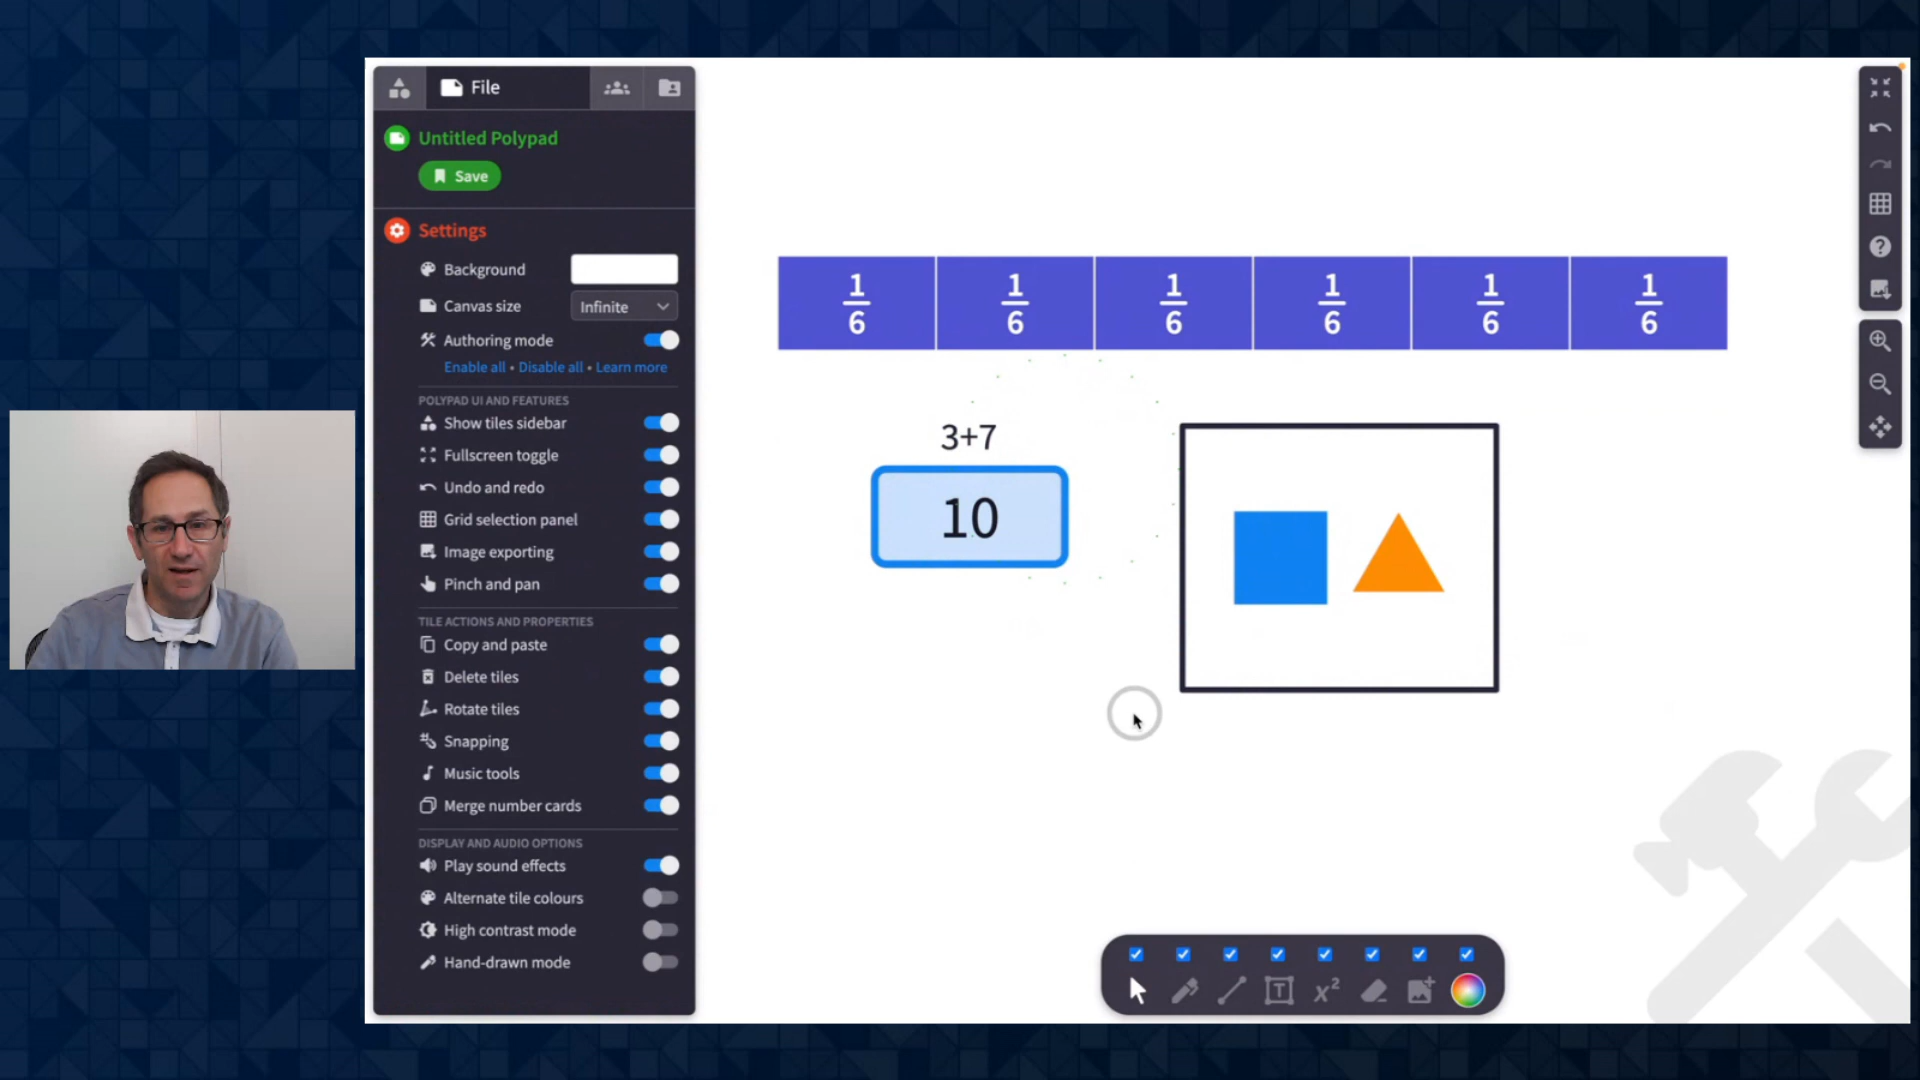 File
Untitled Polypad
Save
Settings
Background
Canvas size
Infinite
Authoring mode
Enable all • Disable all • Learn more
POLYPAD UI AND FEATURES
Show tiles sidebar
Fullscreen toggle
Undo and redo
Grid selection panel
Image exporting
Pinch and pan
TILE ACTIONS AND PROPERTIES
Copy and paste
Delete tiles
Rotate tiles
Snapping
Music tools
Merge number cards
DISPLAY AND AUDIO OPTIONS
Play sound effects
Alternate tile colours
High contrast mode
Hand-drawn mode
1 1 1 1 1 1
6 6 6 6 6 6
3+7
10
?
T
x²